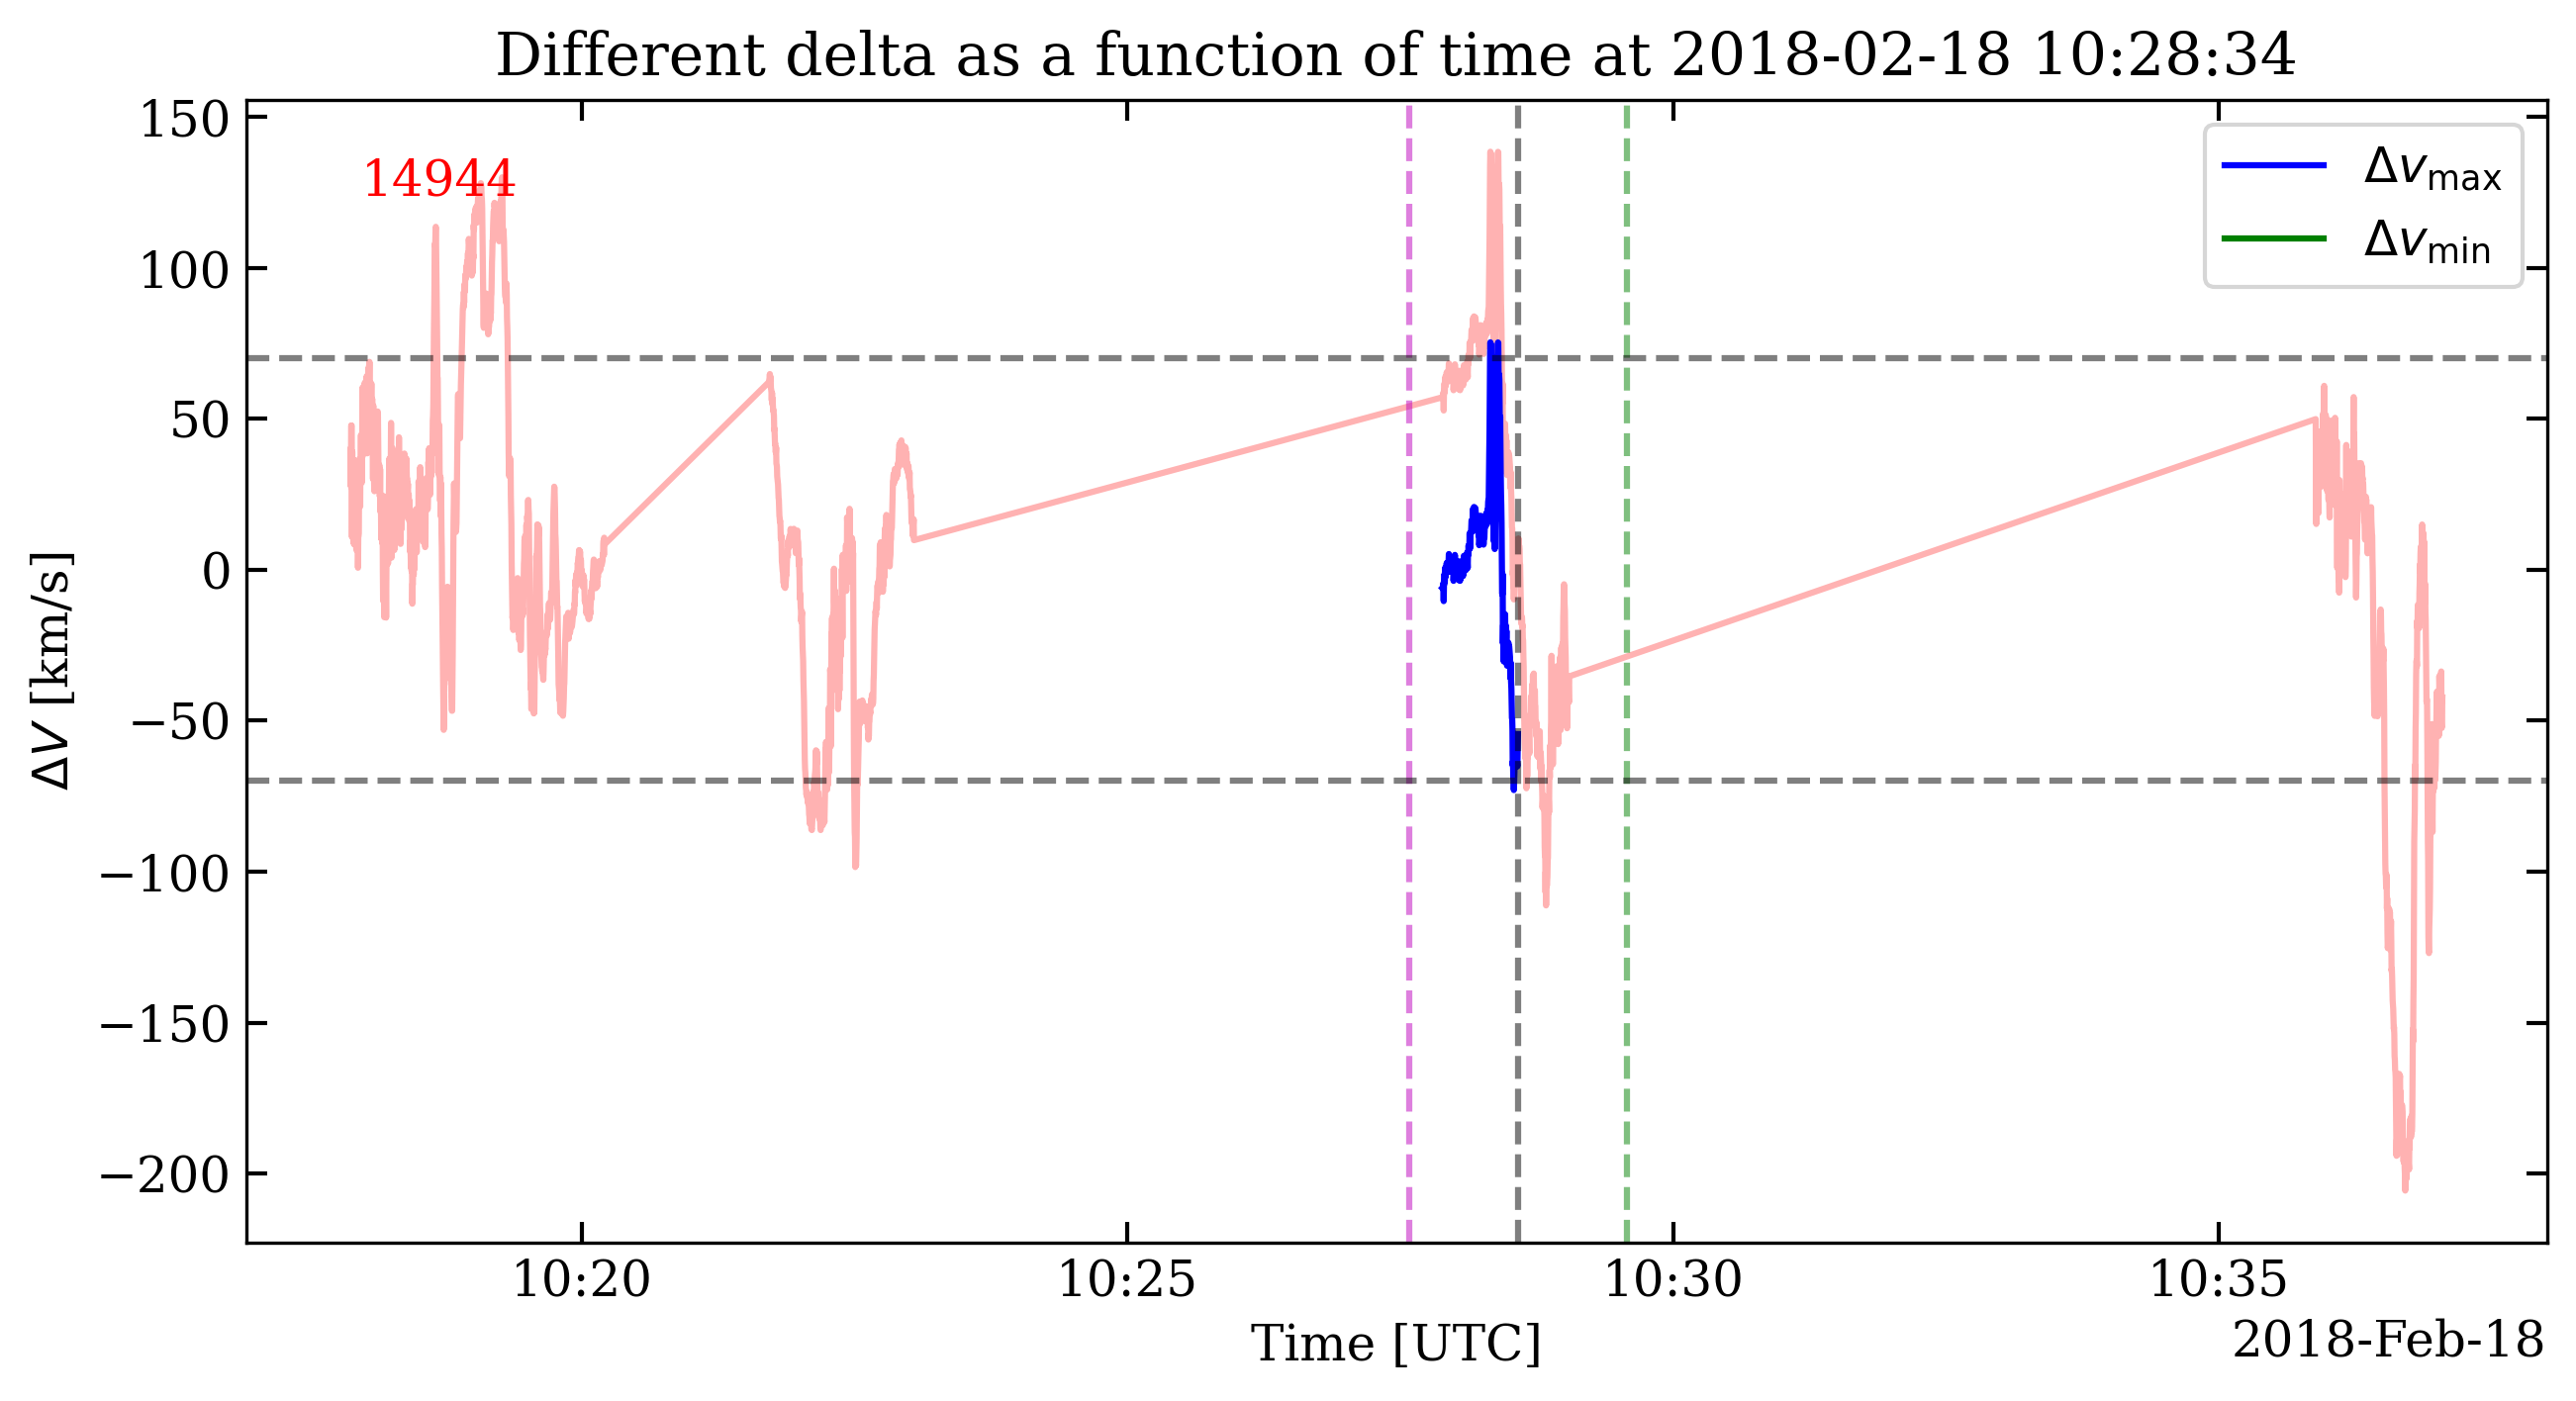 Different delta as a function of time at 2018-02-18 10:28:34
150
100
50
0
−50
−100
−150
−200
ΔV [km/s]
14944
Δvmax
Δvmin
10:20
10:25
10:30
10:35
Time [UTC]
2018-Feb-18